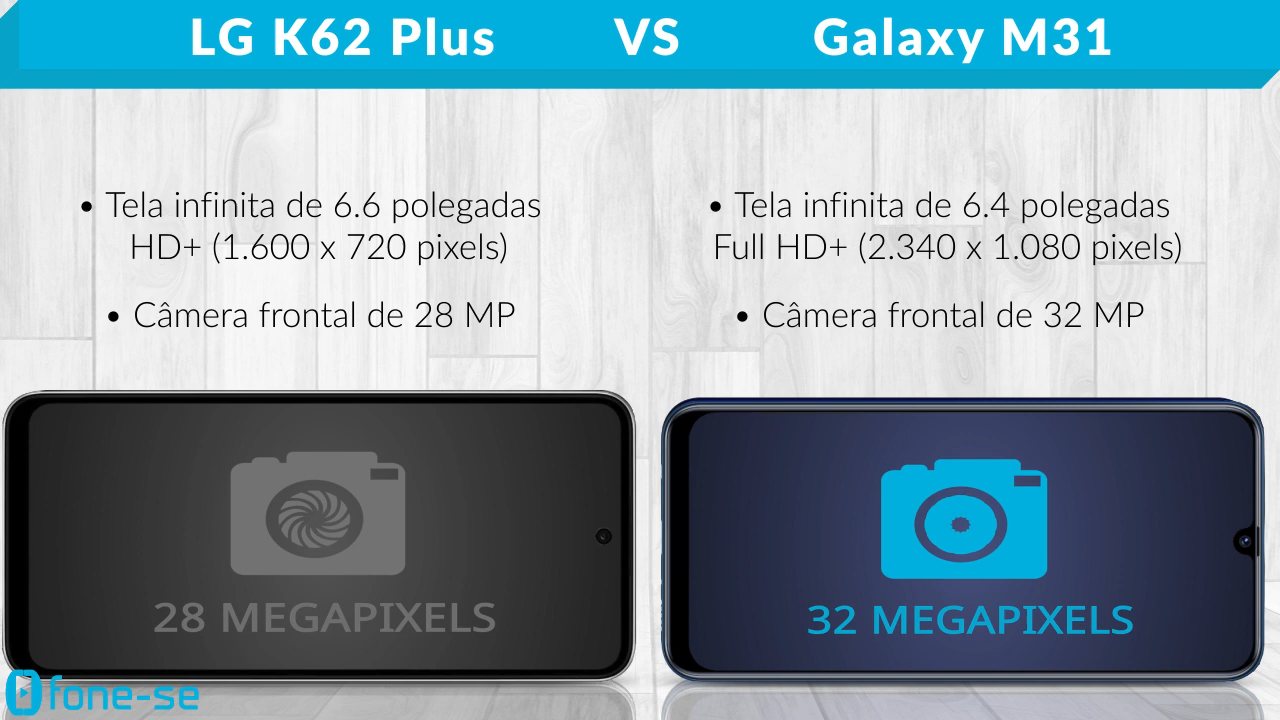 LG K62 Plus VS Galaxy M31
• Tela infinita de 6.6 polegadas
HD+ (1.600 x 720 pixels)
• Câmera frontal de 28 MP
28 MEGAPIXELS
• Tela infinita de 6.4 polegadas
Full HD+ (2.340 x 1.080 pixels)
• Câmera frontal de 32 MP
32 MEGAPIXELS
fone-se